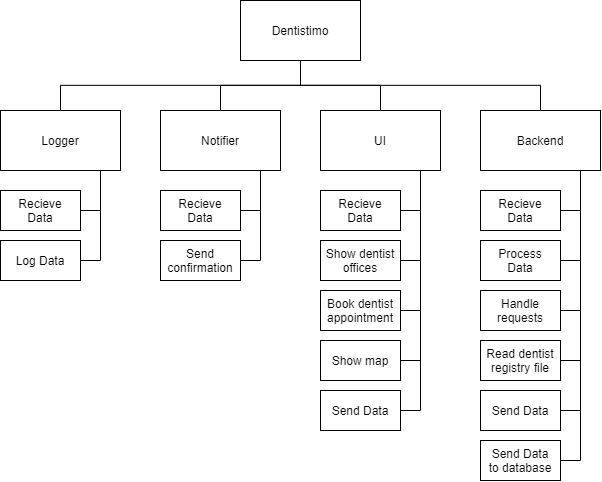 Dentistimo
Logger
Notifier
UI
Backend
Recieve
Data
Log Data
Recieve
Data
Send
confirmation
Recieve
Data
Show dentist
offices
Book dentist
appointment
Show map
Send Data
Recieve
Data
Process
Data
Handle
requests
Read dentist
registry file
Send Data
Send Data
to database